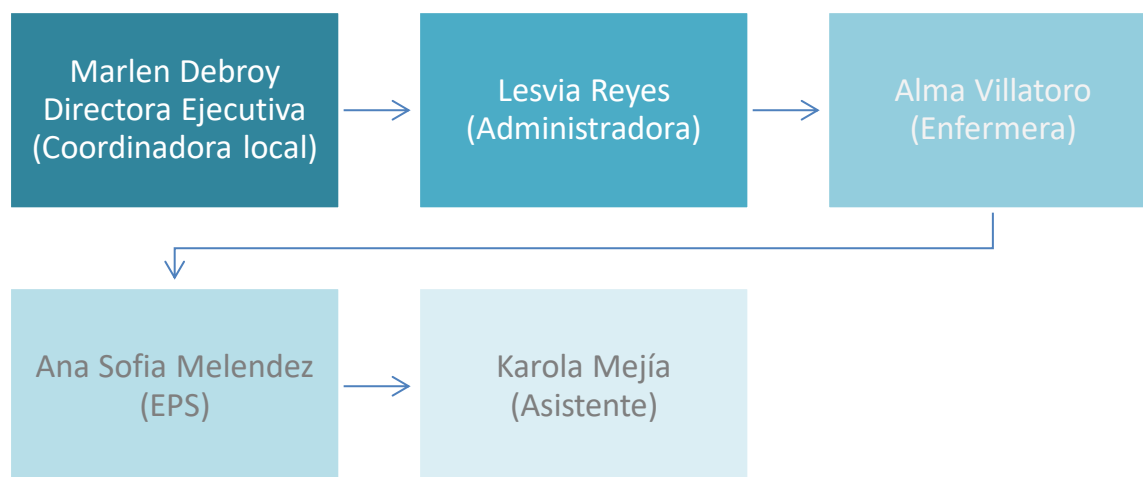 Marlen Debroy
Directora Ejecutiva
(Coordinadora local)
Lesvia Reyes
(Administradora)
Alma Villatoro
(Enfermera)
Ana Sofia Melendez
(EPS)
Karola Mejía
(Asistente)